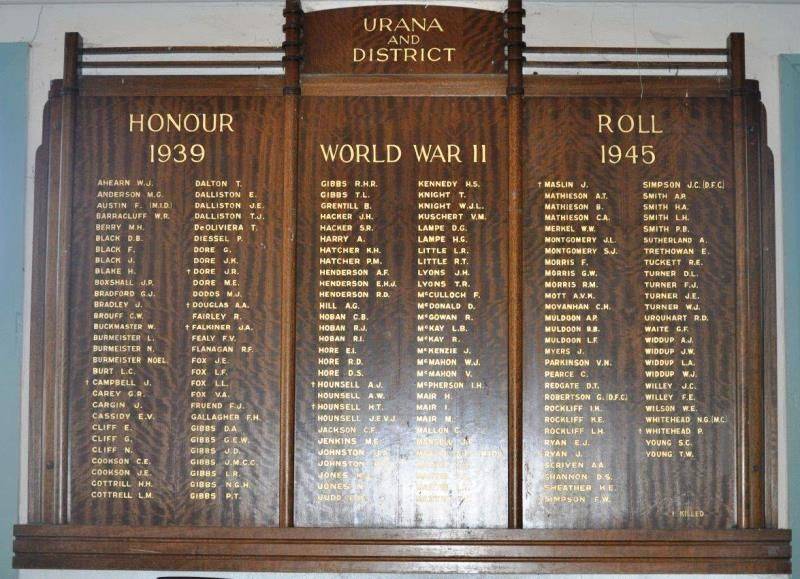 URANA
AND
DISTRICT
HONOUR
1939
AHEARN W.J.
ANDERSON M.G.
AUSTIN F. (M.I.D)
BARRACLUFF W.R.
BERRY M.H.
BLACK D.B.
BLACK F.
BLACK J.
BLAKE H.
BOXSHALL J.P.
BRADFORD G.J.
BRADLEY J.
BROUFF C.W.
BUCKMASTER W.
BURMEISTER L.
BURMEISTER N.
BURMEISTER NOEL
BURT L.C.
† CAMPBELL J.
CAREY G.R.
CARGIN J.
CASSIDY E.V.
CLIFF E.
CLIFF G.
CLIFF N.
COOKSON C.E.
COOKSON J.E.
COTTRILL H.H.
COTTRELL L.M.
DALTON T.
DALLISTON E.
DALLISTON J.E.
DALLISTON T.J.
DeOLIVIERA T.
DIESSEL P.
DORE G.
DORE J.K.
† DORE J.R.
DORE M.E.
DODDS M.J.
† DOUGLAS A.A.
FAIRLEY R.
† FALKINER J.A.
FEALY F.V.
FLANAGAN R.F.
FOX J.E.
FOX L.F.
FOX L.L.
FOX V.A.
FRUEND F.J.
GALLAGHER F.H.
GIBBS D.A.
GIBBS G.E.W.
GIBBS J.D.
GIBBS J.M.C.C.
GIBBS L.R.
GIBBS N.G.H.
GIBBS P.T.
WORLD WAR II
GIBBS R.H.R.
GIBBS T.L.
GRENTILL B.
HACKER J.H.
HACKER S.R.
HARRY A.
HATCHER K.H.
HATCHER P.M.
HENDERSON A.F.
HENDERSON E.H.J.
HENDERSON R.D.
HILL A.G.
HOBAN C.B.
HOBAN R.J.
HOBAN R.I.
HORE E.I.
HORE R.D.
HORE D.S.
† HOUNSELL A.J.
HOUNSELL A.W.
† HOUNSELL H.T.
HOUNSELL J.E.V.J.
JACKSON C.F.
JENKINS M.E.
JOHNSTON
JOHNSTON
JONES
JONES
JUDD
KENNEDY H.S.
KNIGHT T.
KNIGHT W.J.L.
KUSCHERT V.M.
LAMPE D.G.
LAMPE H.G.
LITTLE L.R.
LITTLE R.T.
LYONS J.H.
LYONS T.R.
McCULLOCH F.
McDONALD D.
McGOWAN R.
McKAY L.B.
McKAY R.
McKENZIE J.
McMAHON W.J.
McMAHON V.
McPHERSON I.H.
MAIR H.
MAIR I.
MAIR M.
MALLON C.
ROLL
1945
† MASLIN J.
MATHIESON A.T.
MATHIESON B.
MATHIESON C.A.
MERKEL W.W.
MONTGOMERY J.L.
MONTGOMERY S.J.
MORRIS F.
MORRIS G.W.
MORRIS R.M.
MOTT A.V.K.
MOYANHAN C.H.
MULDOON A.P.
MULDOON B.B.
MULDOON L.F.
MYERS J.
PARKINSON V.N.
PEARCE C.
REDGATE D.T.
ROBERTSON G. (D.F.C)
ROCKLIFF I.H.
ROCKLIFF K.E.
ROCKLIFF L.H.
RYAN E.J.
RYAN J.
SCRIVEN A.A.
SHANNON D.S.
SHEATHER H.E.
SIMPSON F.W.
SIMPSON J.C. (D.F.C)
SMITH A.P.
SMITH H.A.
SMITH L.H.
SMITH P.B.
SUTHERLAND A.
TRETHOWAN E.
TUCKETT R.E.
TURNER D.L.
TURNER F.J.
TURNER J.E.
TURNER W.J.
URQUHART R.D.
WAITE G.F.
WIDDUP A.J.
WIDDUP J.W.
WIDDUP L.A.
WIDDUP W.J.
WILLEY J.C.
WILLEY F.E.
WILSON W.E.
WHITEHEAD N.G. (M.C.)
† WHITEHEAD P.
YOUNG S.C.
YOUNG T.W.
† KILLED